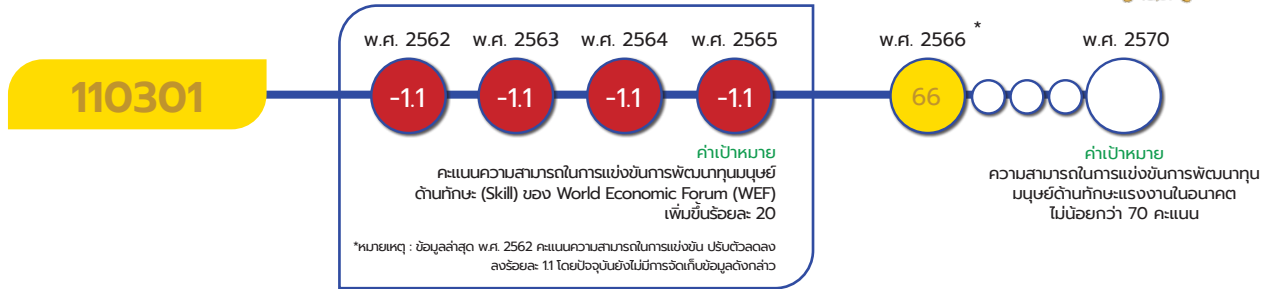 พ.ศ. 2562 พ.ศ. 2563 พ.ศ. 2564 พ.ศ. 2565 พ.ศ. 2566 * พ.ศ. 2570
110301 -1.1 -1.1 -1.1 -1.1 66
ค่าเป้าหมาย
คะแนนความสามารถในการแข่งขันการพัฒนาทุนมนุษย์
ด้านทักษะ (Skill) ของ World Economic Forum (WEF)
เพิ่มขึ้นร้อยละ 20
*หมายเหตุ : ข้อมูลล่าสุด พ.ศ. 2562 คะแนนความสามารถในการแข่งขัน ปรับตัวลดลง
ลงร้อยละ 1.1 โดยปัจจุบันยังไม่มีการจัดเก็บข้อมูลดังกล่าว
ค่าเป้าหมาย
ความสามารถในการแข่งขันการพัฒนาทุน
มนุษย์ด้านทักษะแรงงานในอนาคต
ไม่น้อยกว่า 70 คะแนน